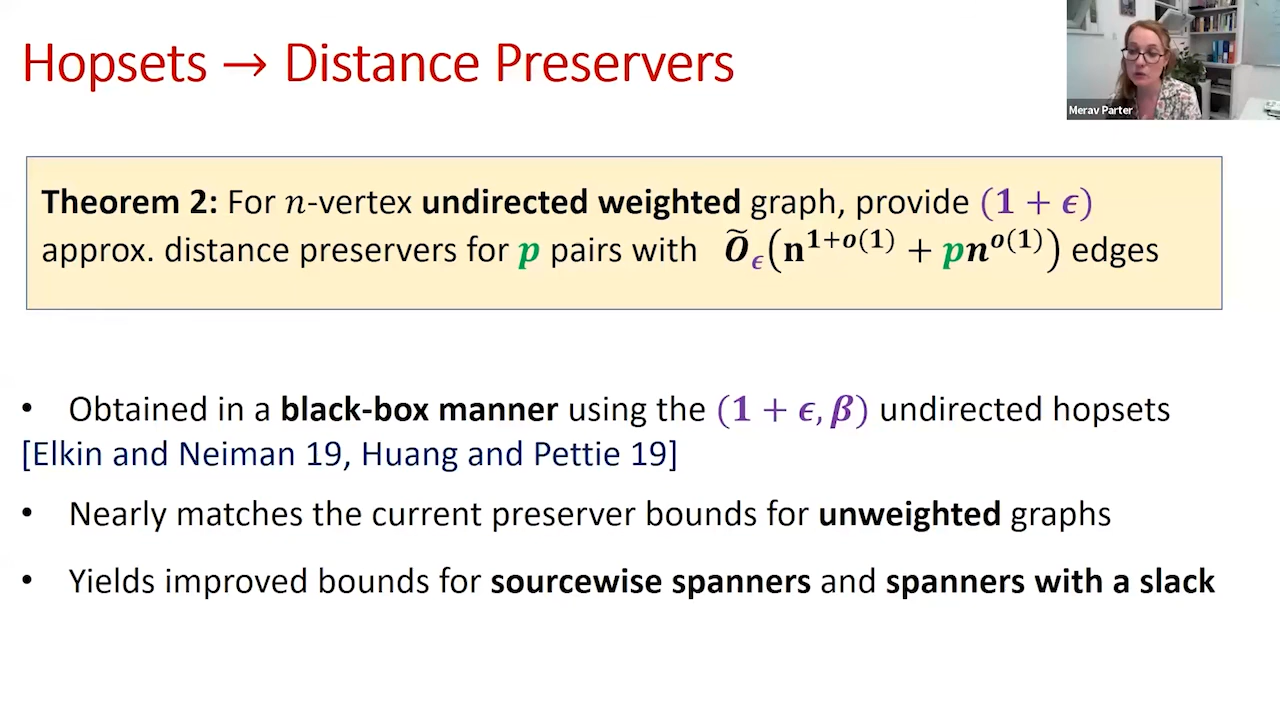 Hopsets → Distance Preservers
Merav Parter
Theorem 2: For n-vertex undirected weighted graph, provide (1 + ϵ)
approx. distance preservers for p pairs with Õ_ϵ(n^{1+o(1)} + pn^{o(1)}) edges
• Obtained in a black-box manner using the (1 + ϵ, β) undirected hopsets
[Elkin and Neiman 19, Huang and Pettie 19]
• Nearly matches the current preserver bounds for unweighted graphs
• Yields improved bounds for sourcewise spanners and spanners with a slack